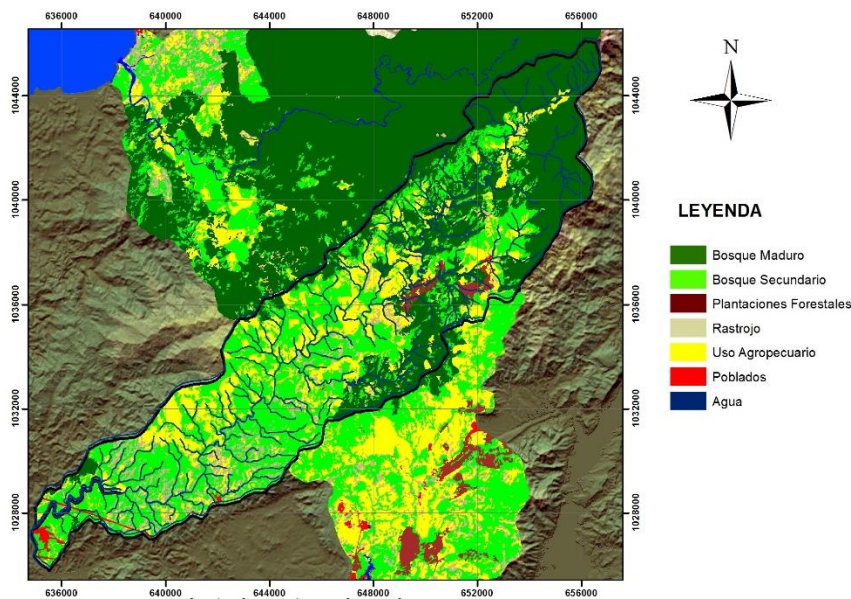 636000 640000 644000 648000 652000 656000
N
1044000 1044000
1040000 1040000
1036000 1036000
1032000 1032000
1028000 1028000
LEYENDA
Bosque Maduro
Bosque Secundario
Plantaciones Forestales
Rastrojo
Uso Agropecuario
Poblados
Agua
636000 640000 644000 648000 652000 656000